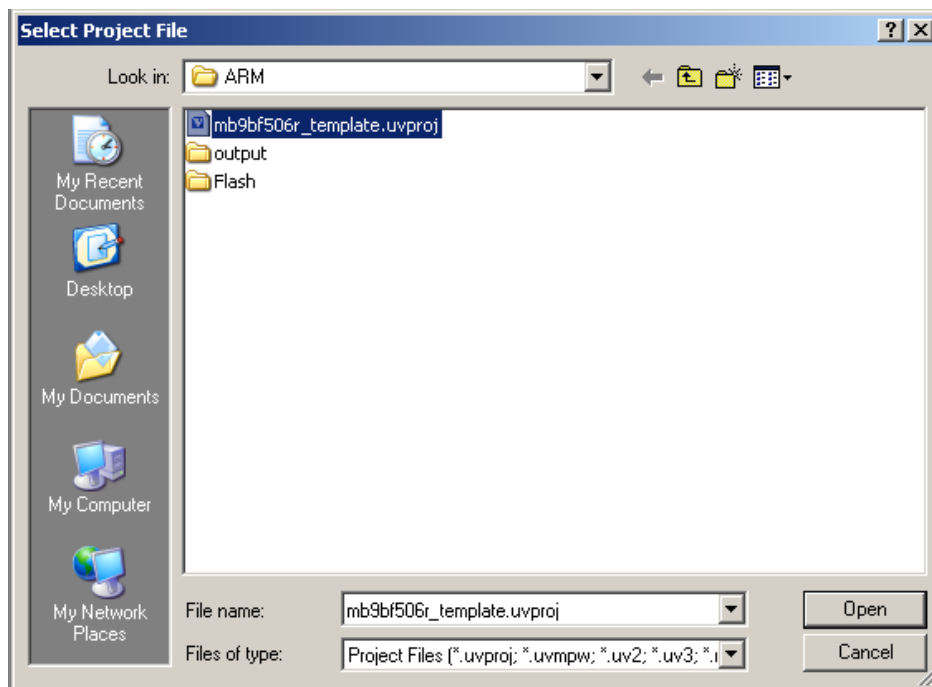 Select Project File
Look in:
ARM
mb9bf506r_template.uvproj
output
Flash
My Recent
Documents
Desktop
My Documents
My Computer
My Network
Places
File name:
mb9bf506r_template.uvproj
Open
Files of type:
Project Files (*.uvproj; *.uvmpw; *.uv2; *.uv3; *.
Cancel